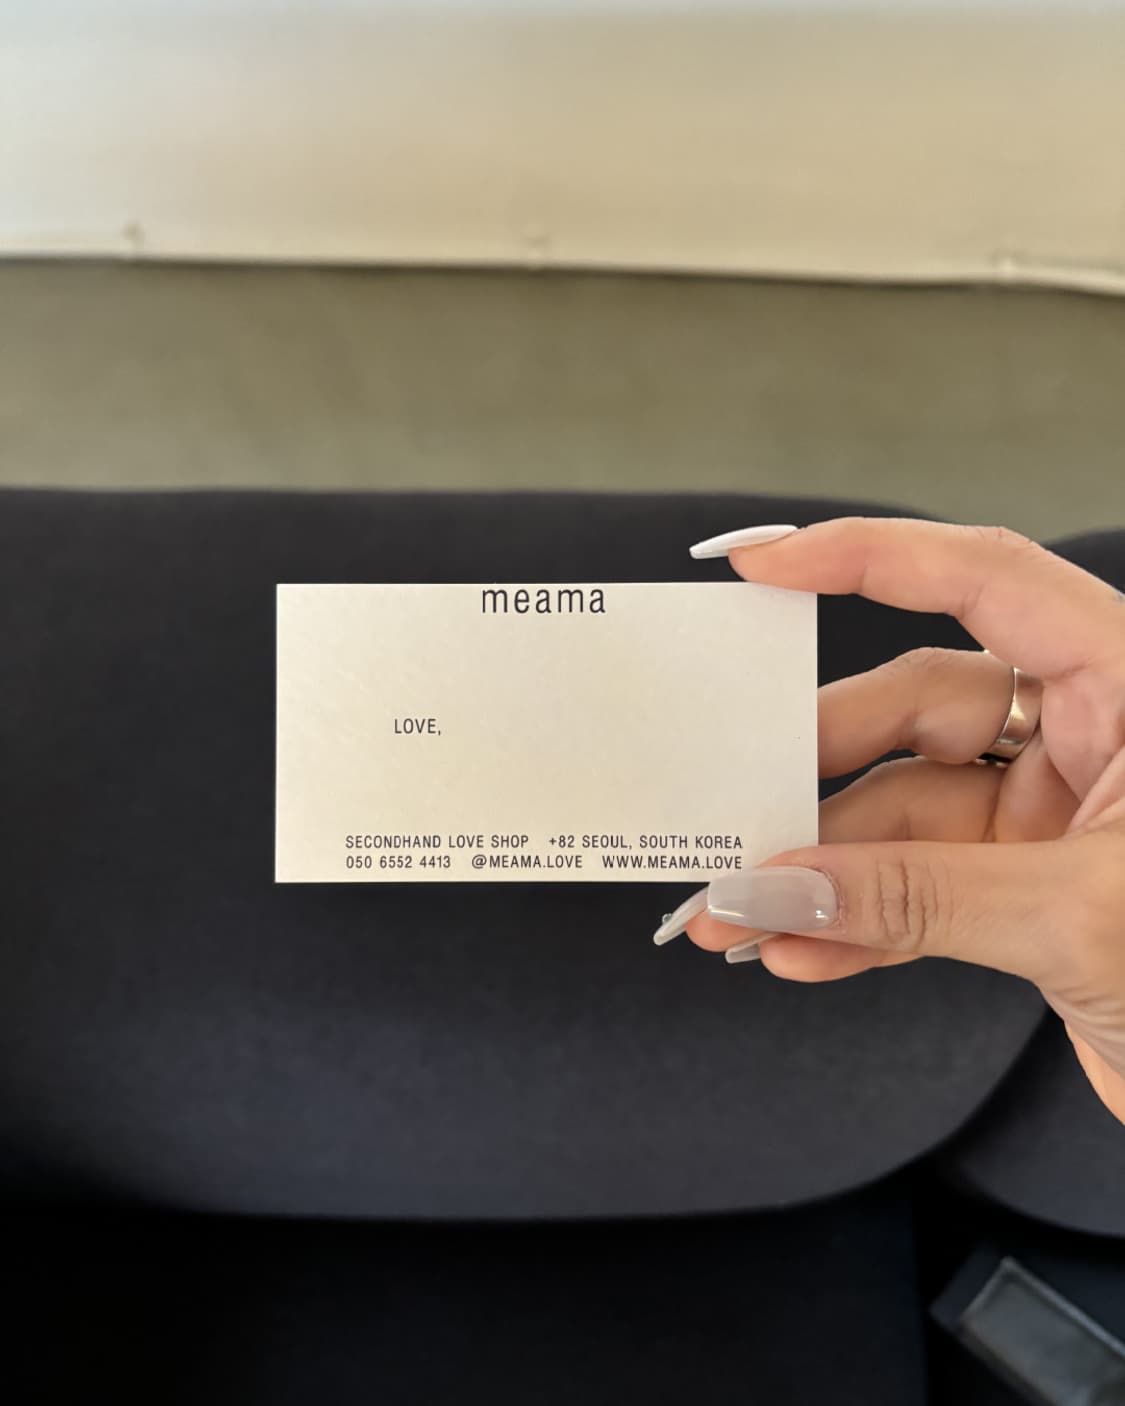 meama
LOVE,
SECONDHAND LOVE SHOP +82 SEOUL, SOUTH KOREA
050 6552 4413 @MEAMA.LOVE WWW.MEAMA.LOVE